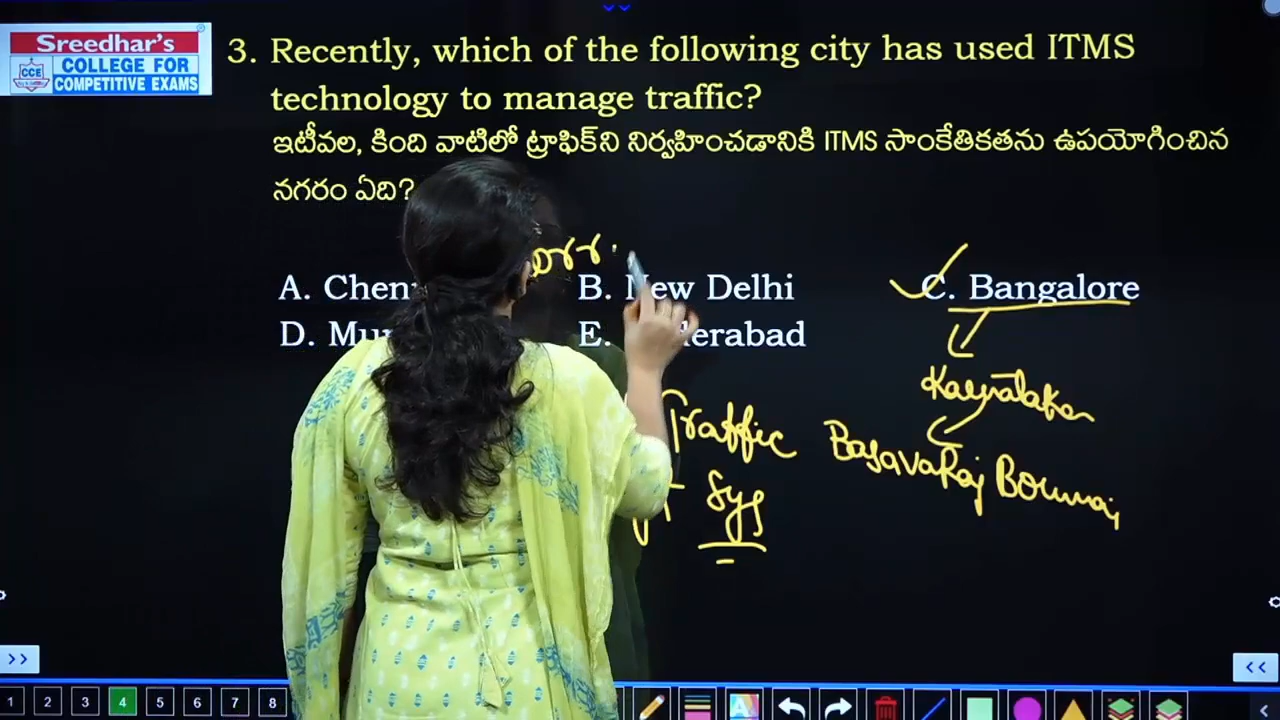 Sreedhar's
CCE
COLLEGE FOR
COMPETITIVE EXAMS
3. Recently, which of the following city has used ITMS
technology to manage traffic?
ఇటీవల, కింది వాటిలో ట్రాఫిక్‌ని నిర్వహించడానికి ITMS సాంకేతికతను ఉపయోగించిన
నగరం ఏది?
A. Chen
B. New Delhi
C. Bangalore
D. Mu
E.
derabad
Karnataka
Traffic
Basavaraj Bommai
Sys
>>
<<
1 2 3 4 5 6 7 8